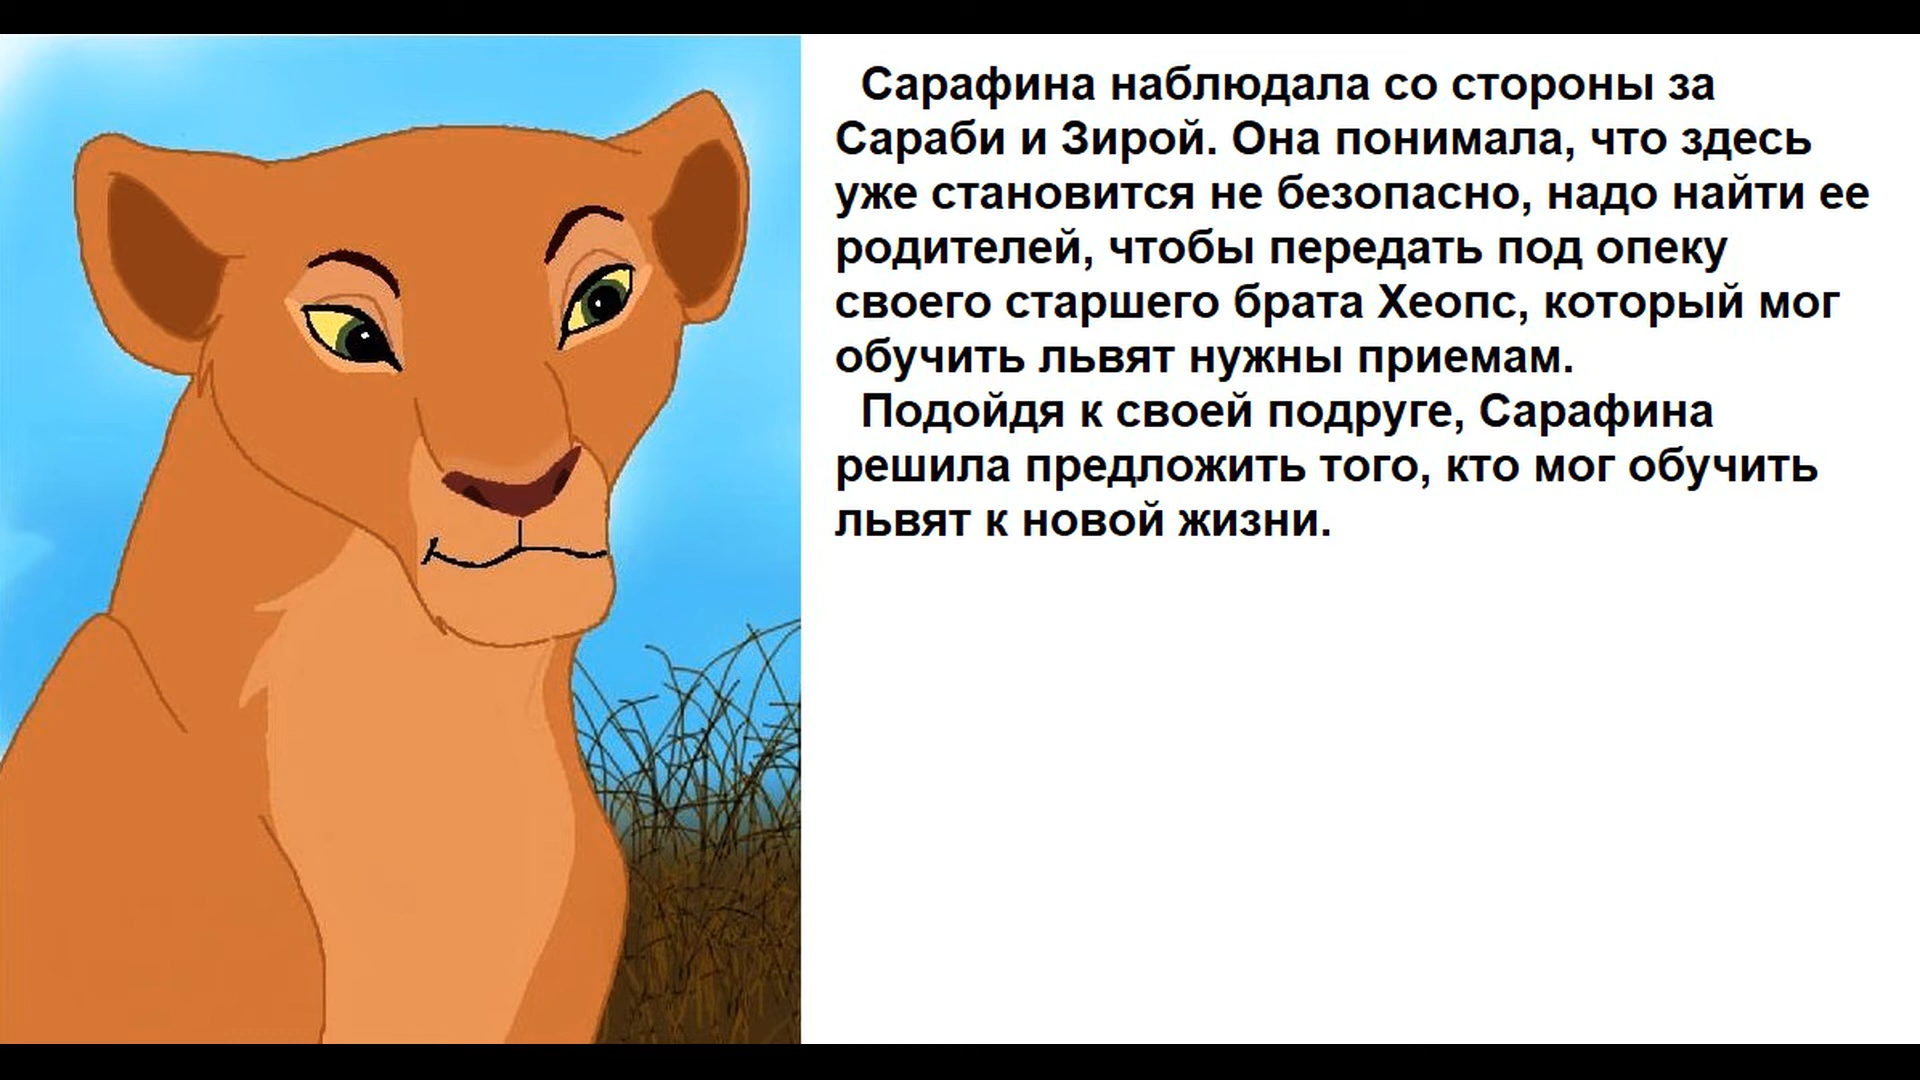 Сарафина наблюдала со стороны за
Сараби и Зирой. Она понимала, что здесь
уже становится не безопасно, надо найти ее
родителей, чтобы передать под опеку
своего старшего брата Хеопс, который мог
обучить львят нужны приемам.
Подойдя к своей подруге, Сарафина
решила предложить того, кто мог обучить
львят к новой жизни.